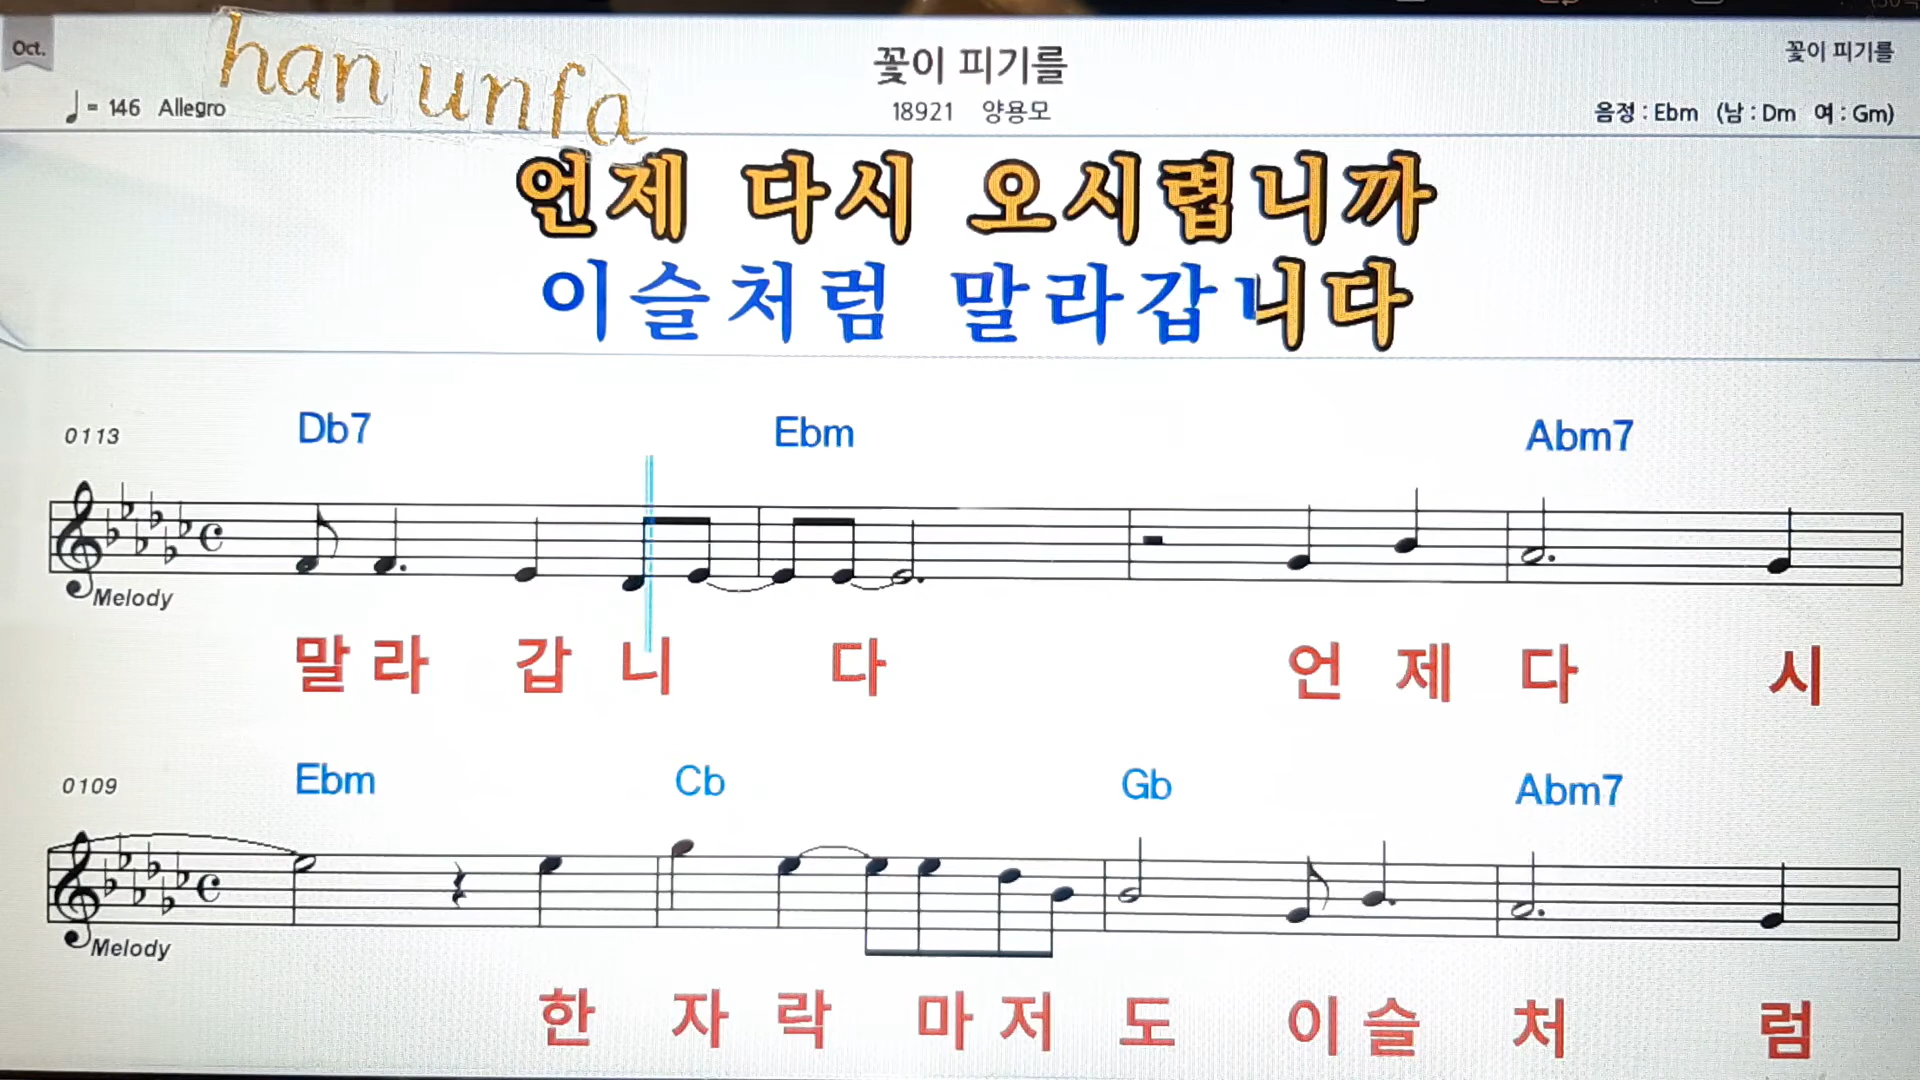 Oct.
han unfa
꽃이 피기를
꽃이 피기를
♩ = 146 Allegro
18921 양용모
음정 : Ebm (남 : Dm 여 : Gm)
언제 다시 오시렵니까
이슬처럼 말라갑니다
0113 Db7 Ebm Abm7
Melody
말 라 갑 니 다 언 제 다 시
0109 Ebm Cb Gb Abm7
Melody
한 자 락 마 저 도 이 슬 처 럼